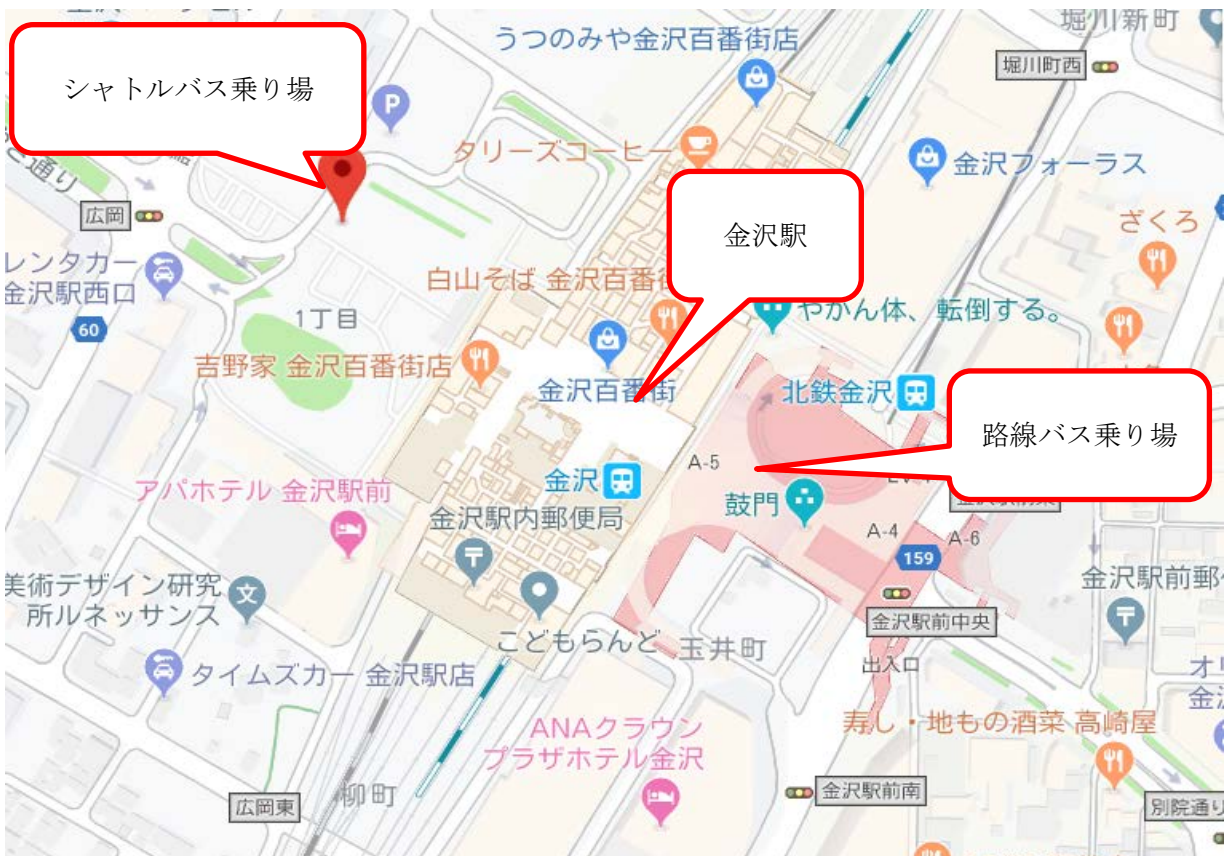 シャトルバス乗り場
うつのみや金沢百番街店
堀川新町
堀川町西
P
タリーズコーヒー
金沢フォーラス
広岡
金沢駅
ざくろ
レンタカー
金沢駅西口
白山そば 金沢百番街
やかん体、転倒する。
60
1丁目
吉野家 金沢百番街店
金沢百番街
北鉄金沢
路線バス乗り場
A-5
金沢
鼓門
アパホテル 金沢駅前
金沢駅内郵便局
A-4
A-6
159
美術デザイン研究
所ルネッサンス
文
金沢駅前郵
こどもらんど
玉井町
金沢駅前中央
出入口
タイムズカー 金沢駅店
オ
金沢
ANAクラウン
プラザホテル金沢
寿し・地もの酒菜 高崎屋
柳町
広岡東
金沢駅前南
別院通り